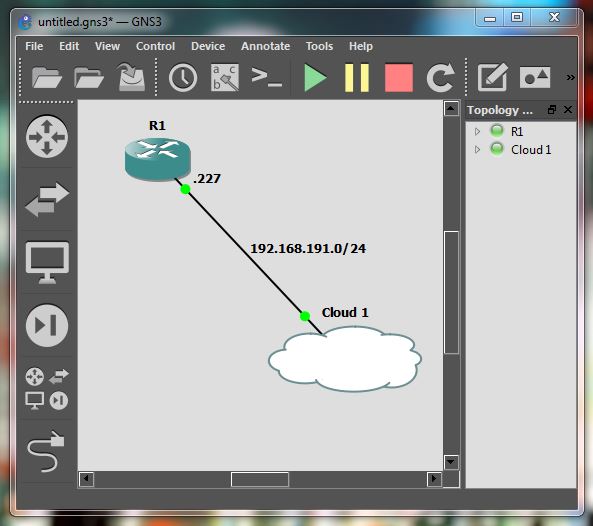 untitled.gns3* — GNS3
File Edit View Control Device Annotate Tools Help
a c
b
>_
»
Topology ...
R1
Cloud 1
R1
.227
192.168.191.0/24
Cloud 1